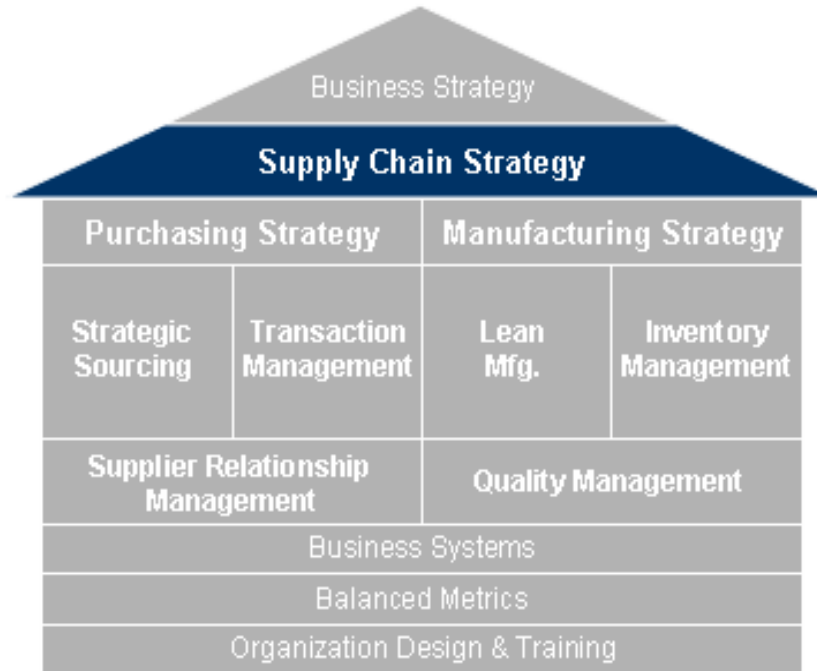 Business Strategy
Supply Chain Strategy
Purchasing Strategy
Manufacturing Strategy
Strategic
Sourcing
Transaction
Management
Lean
Mfg.
Inventory
Management
Supplier Relationship
Management
Quality Management
Business Systems
Balanced Metrics
Organization Design & Training